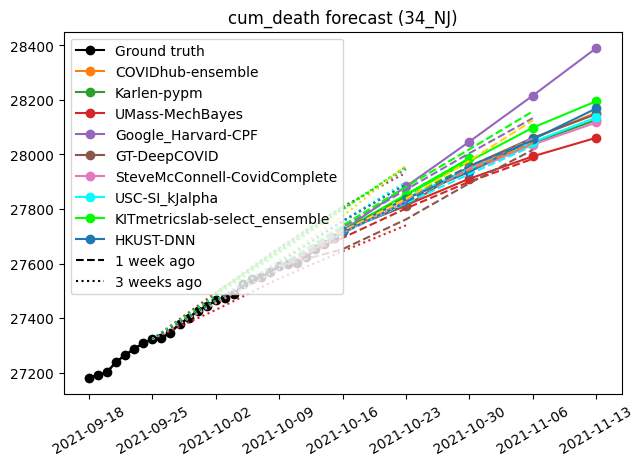 cum_death forecast (34_NJ)
28400
28200
28000
27800
27600
27400
27200
Ground truth
COVIDhub-ensemble
Karlen-pypm
UMass-MechBayes
Google_Harvard-CPF
GT-DeepCOVID
SteveMcConnell-CovidComplete
USC-SI_kJalpha
KITmetricslab-select_ensemble
HKUST-DNN
1 week ago
3 weeks ago
2021-09-18
2021-09-25
2021-10-02
2021-10-09
2021-10-16
2021-10-23
2021-10-30
2021-11-06
2021-11-13